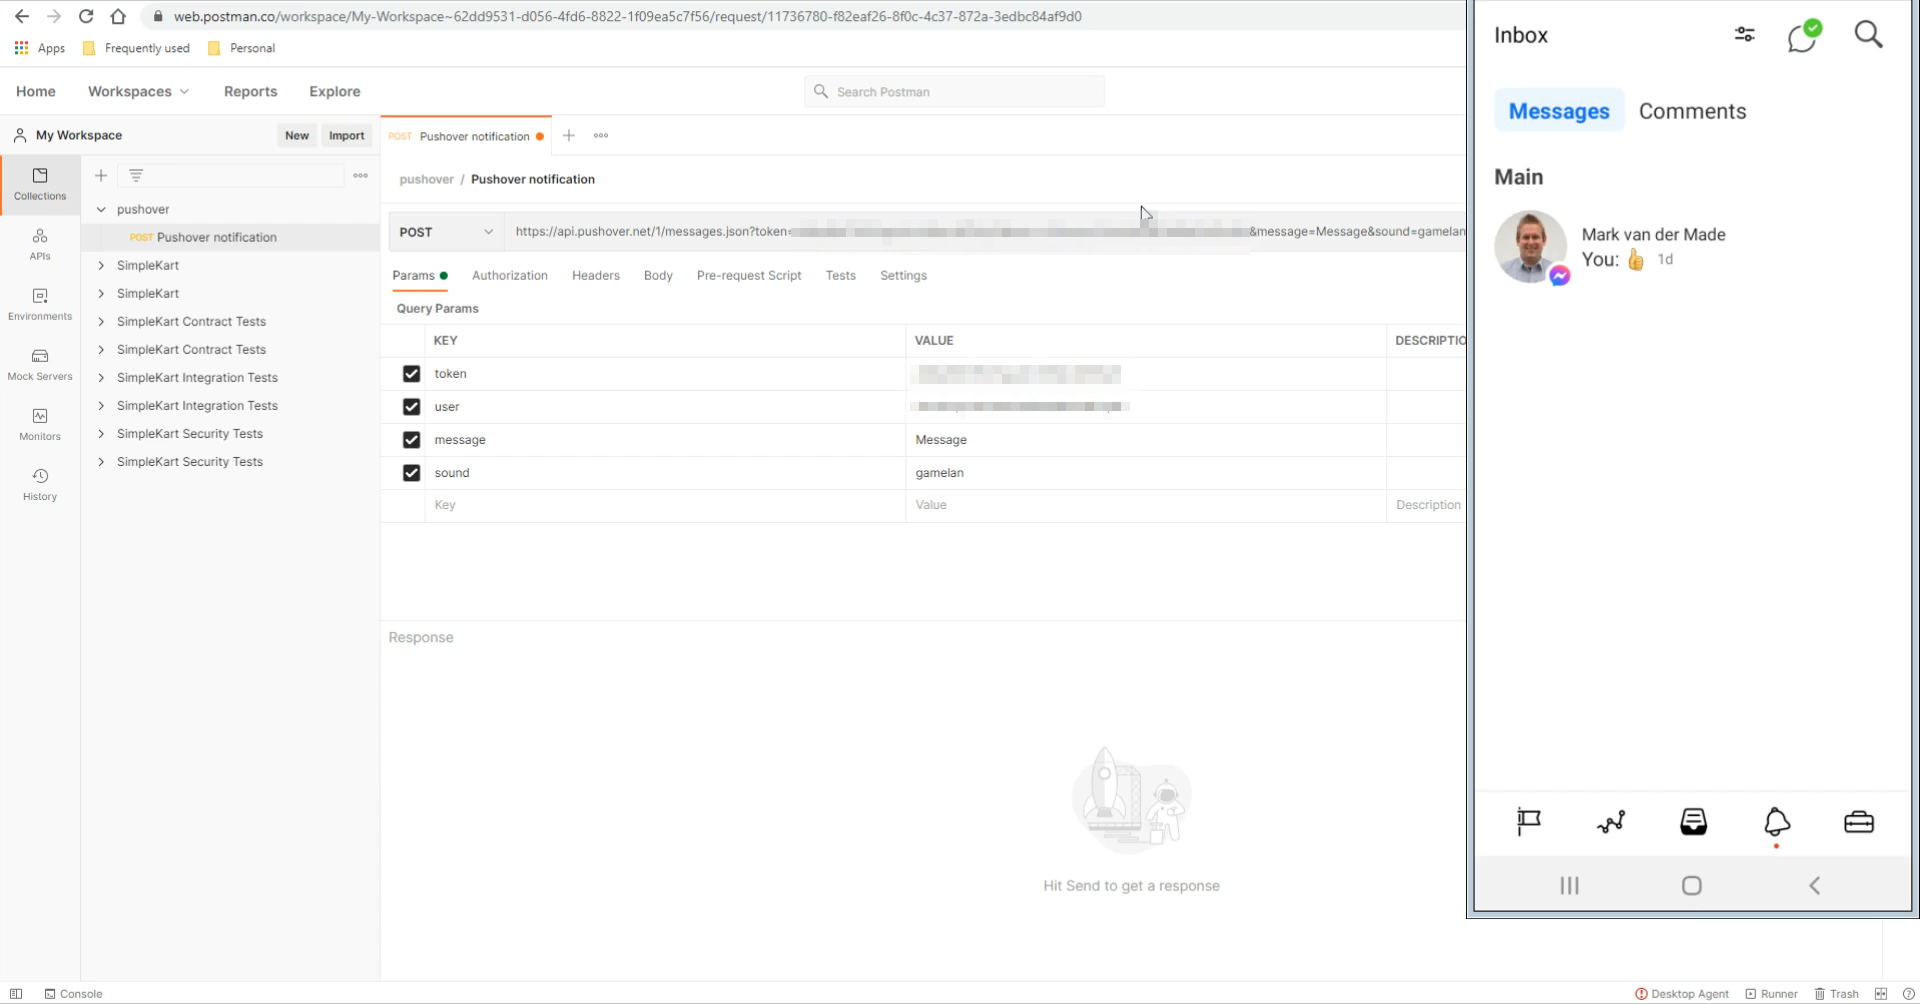 web.postman.co/workspace/My-Workspace~62dd9531-d056-4fd6-8822-1f09ea5c7f56/request/11736780-f82eaf26-8f0c-4c37-872a-3edbc84af9d0
Apps
Frequently used
Personal
Home
Workspaces
Reports
Explore
Search Postman
My Workspace
New
Import
POST Pushover notification
Collections
APIs
Environments
Mock Servers
Monitors
History
pushover
POST Pushover notification
SimpleKart
SimpleKart
SimpleKart Contract Tests
SimpleKart Contract Tests
SimpleKart Integration Tests
SimpleKart Integration Tests
SimpleKart Security Tests
SimpleKart Security Tests
pushover / Pushover notification
POST
https://api.pushover.net/1/messages.json?token= &message=Message&sound=gamelan
Params
Authorization
Headers
Body
Pre-request Script
Tests
Settings
Query Params
KEY VALUE DESCRIPTIO
token
user
message Message
sound gamelan
Key Value Description
Response
Hit Send to get a response
Inbox
Messages
Comments
Main
Mark van der Made
You: 👍 1d
Console
Desktop Agent
Runner
Trash